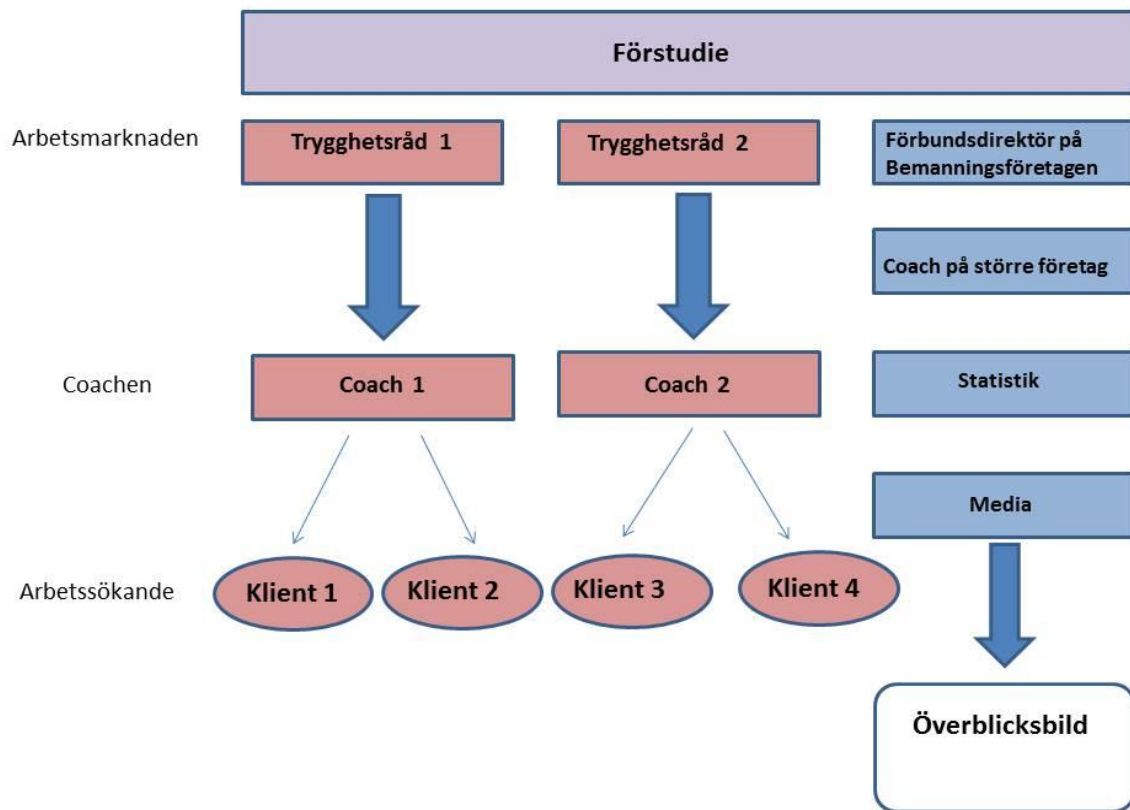 Förstudie
Arbetsmarknaden
Trygghetsråd 1
Trygghetsråd 2
Förbundsdirektör på
Bemanningsföretagen
Coach på större företag
Coachen
Coach 1
Coach 2
Statistik
Media
Arbetssökande
Klient 1
Klient 2
Klient 3
Klient 4
Överblicksbild